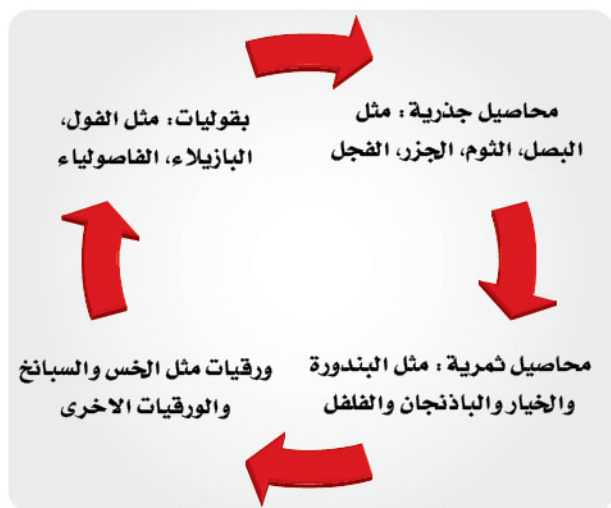 محاصيل جذرية : مثل
البصل، الثوم، الجزر، الفجل
محاصيل ثمرية : مثل البندورة
والخيار والباذنجان والفلفل
ورقيات مثل الخس والسبانخ
والورقيات الاخرى
بقوليات: مثل الفول،
البازيلاء، الفاصولياء